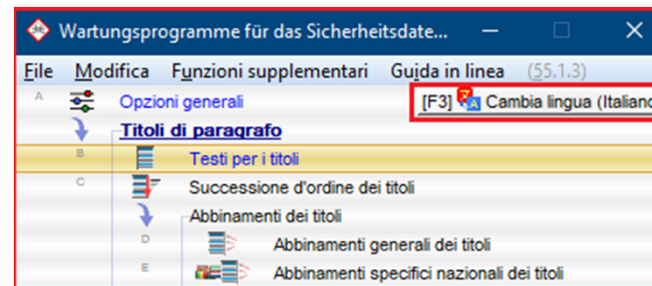 Wartungsprogramme für das Sicherheitsdate...
File Modifica Funzioni supplementari Guida in linea (55.1.3)
A Opzioni generali [F3] Cambia lingua (Italiano
Titoli di paragrafo
B Testi per i titoli
C Successione d'ordine dei titoli
Abbinamenti dei titoli
D Abbinamenti generali dei titoli
E Abbinamenti specifici nazionali dei titoli